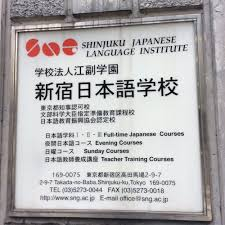 sng SHINJUKU JAPANESE
LANGUAGE INSTITUTE
学校法人江副学園
新宿日本語学校
東京都知事認可校
文部科学大臣指定準備教育課程校
日本語教育振興協会認定校
日本語学科Ⅰ・Ⅱ・Ⅲ Full-time Japanese Courses
夜間日本語コース Evening Courses
日曜コース Sunday Courses
日本語教師養成講座 Teacher Training Courses
169-0075 東京都新宿区高田馬場2-9-7
2-9-7 Takada-no-Baba, Shinjuku-ku, Tokyo 169-0075
TEL (03)5273-0044 FAX (03)5273-0018
www.sng.ac.jp E-mail office@sng.ac.jp